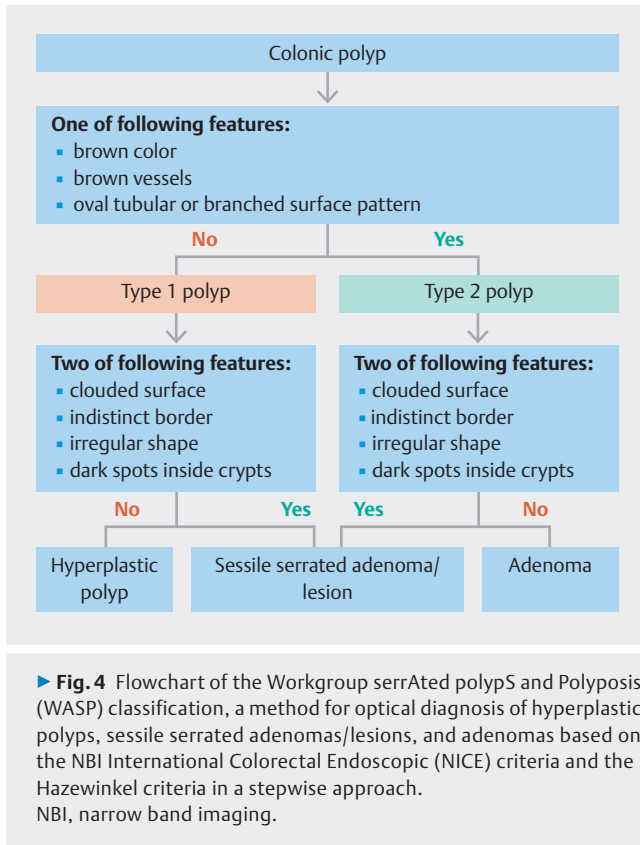 Colonic polyp
One of following features:
▪ brown color
▪ brown vessels
▪ oval tubular or branched surface pattern
No Yes
Type 1 polyp Type 2 polyp
Two of following features: Two of following features:
▪ clouded surface ▪ clouded surface
▪ indistinct border ▪ indistinct border
▪ irregular shape ▪ irregular shape
▪ dark spots inside crypts ▪ dark spots inside crypts
No Yes Yes No
Hyperplastic Sessile serrated adenoma/ Adenoma
polyp lesion
▶ Fig. 4 Flowchart of the Workgroup serrAted polypS and Polyposis
(WASP) classification, a method for optical diagnosis of hyperplastic
polyps, sessile serrated adenomas/lesions, and adenomas based on
the NBI International Colorectal Endoscopic (NICE) criteria and the
Hazewinkel criteria in a stepwise approach.
NBI, narrow band imaging.